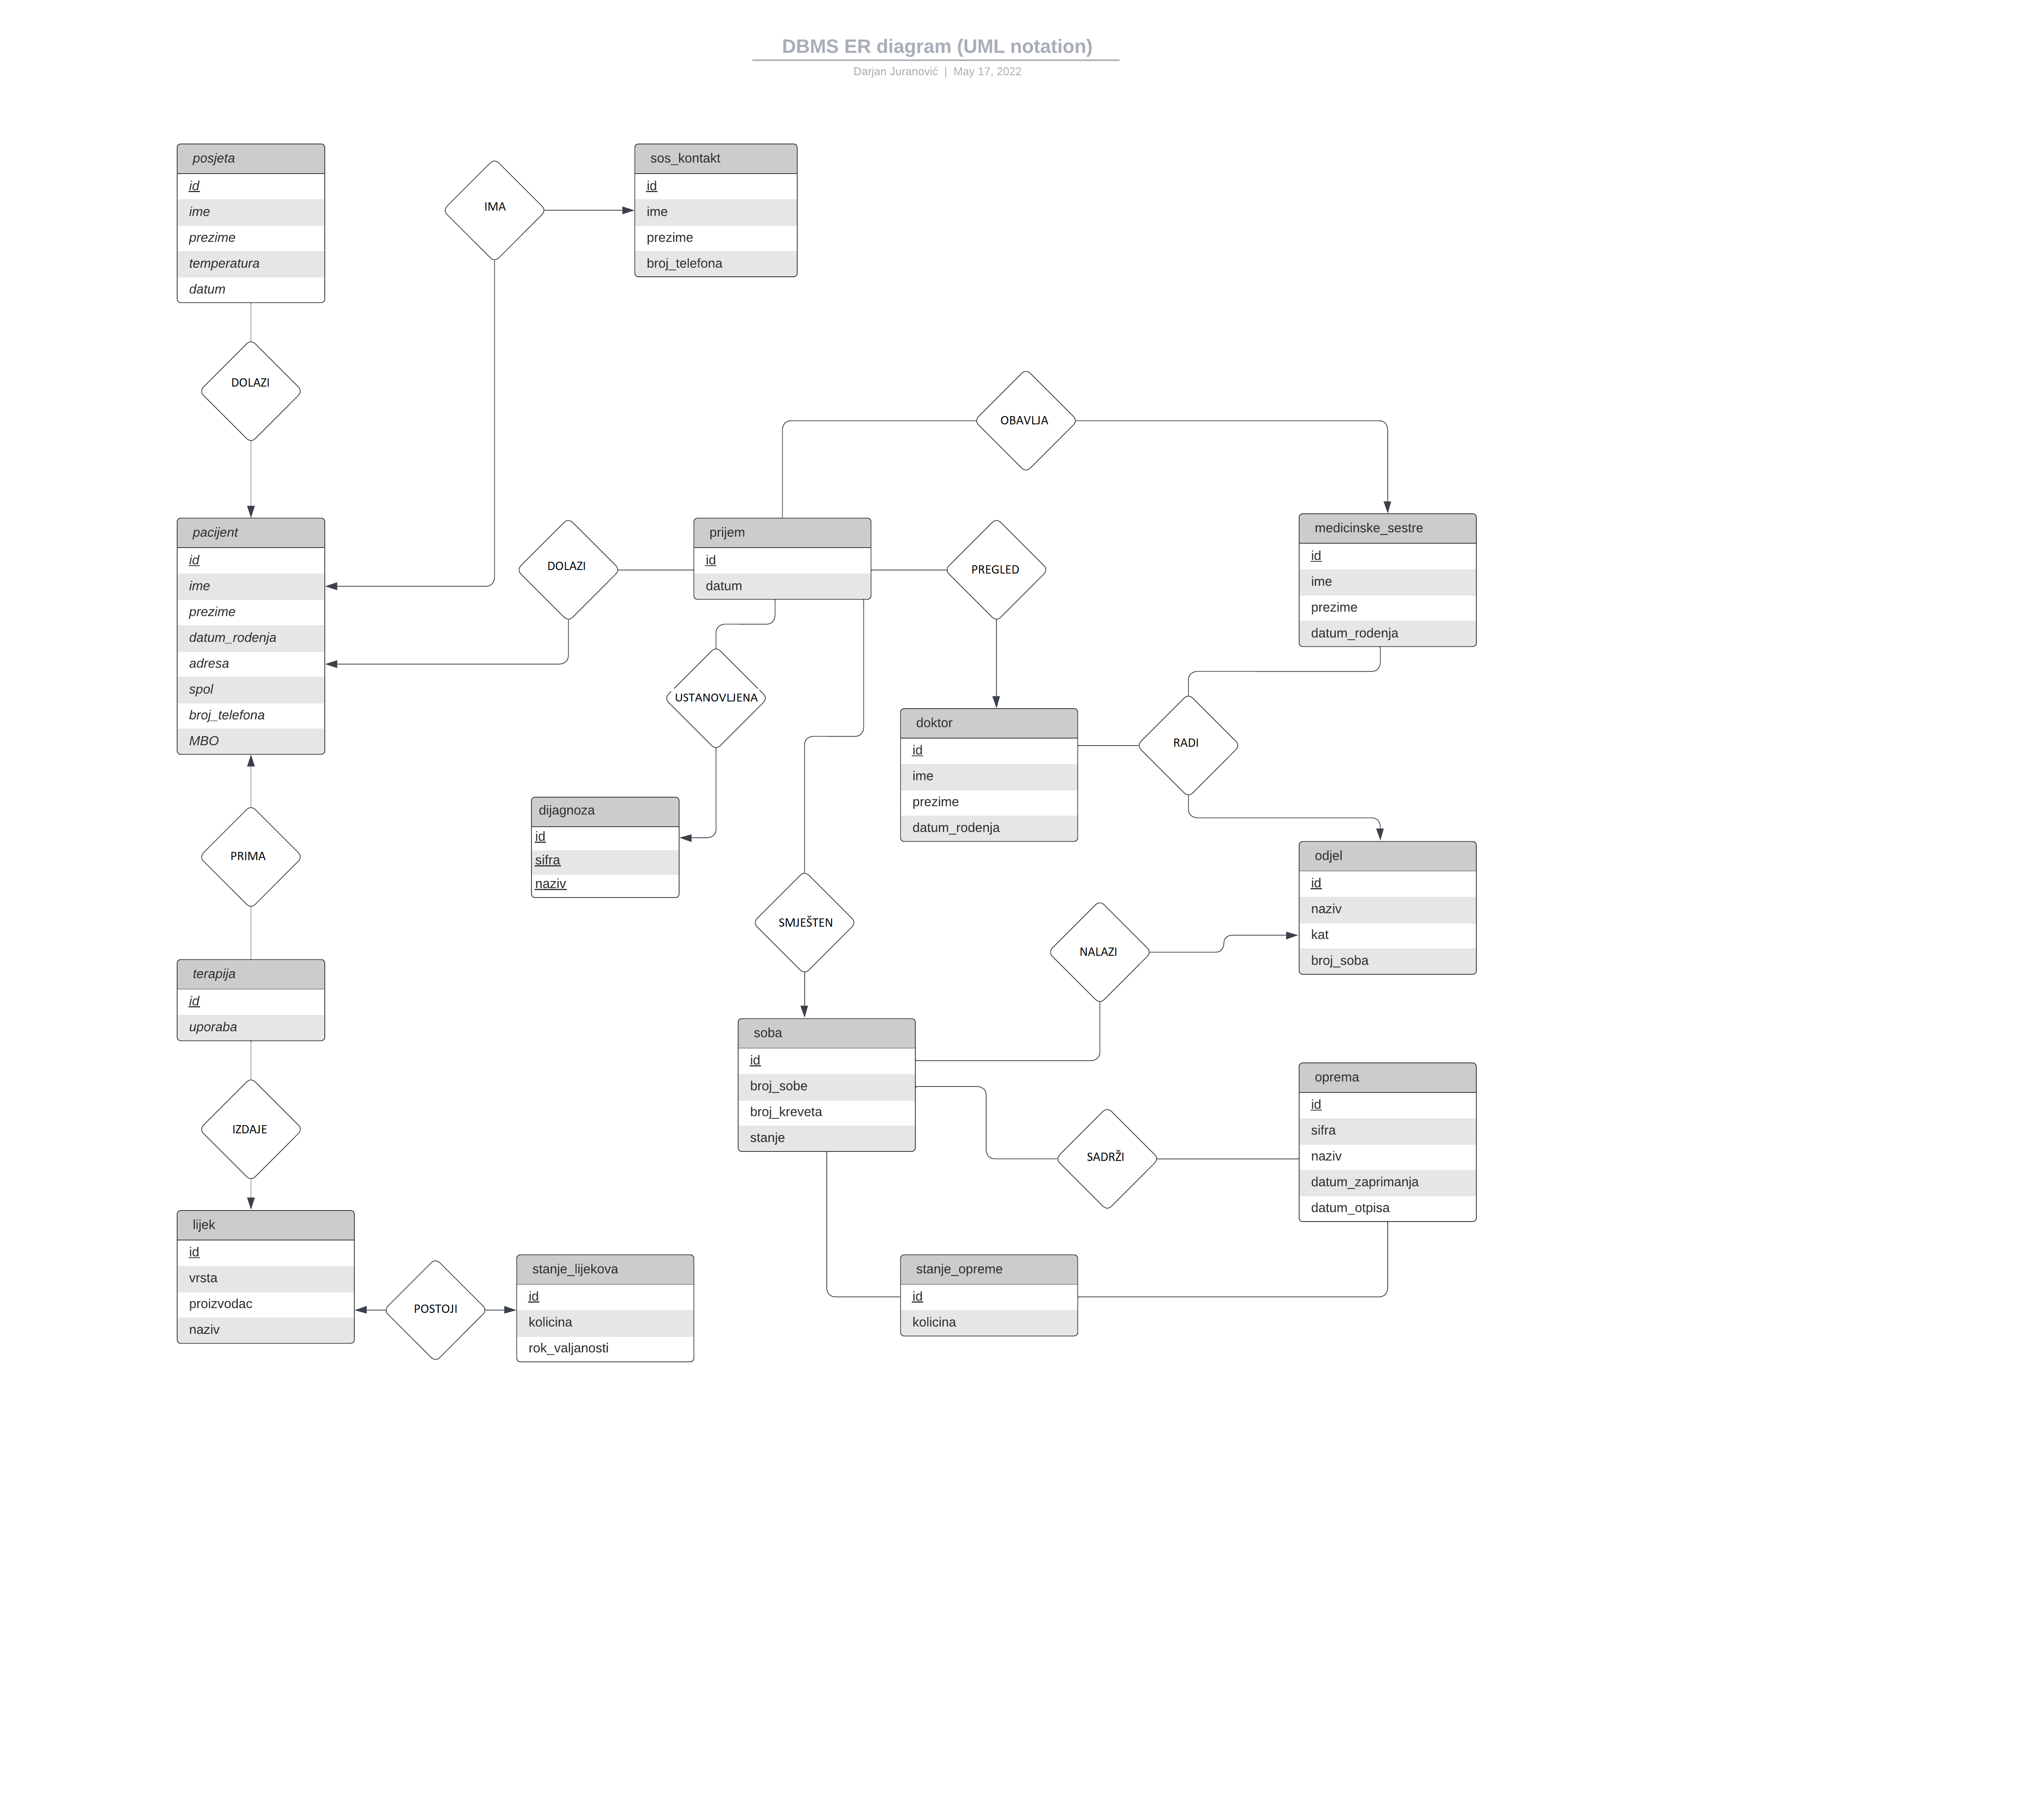 DBMS ER diagram (UML notation)
Darjan Juranović | May 17, 2022
posjeta
id
ime
prezime
temperatura
datum
IMA
sos_kontakt
id
ime
prezime
broj_telefona
DOLAZI
OBAVLJA
pacijent
id
ime
prezime
datum_rodenja
adresa
spol
broj_telefona
MBO
DOLAZI
prijem
id
datum
PREGLED
medicinske_sestre
id
ime
prezime
datum_rodenja
USTANOVLJENA
doktor
id
ime
prezime
datum_rodenja
RADI
dijagnoza
id
sifra
naziv
PRIMA
SMJEŠTEN
NALAZI
odjel
id
naziv
kat
broj_soba
terapija
id
uporaba
soba
id
broj_sobe
broj_kreveta
stanje
IZDAJE
SADRŽI
oprema
id
sifra
naziv
datum_zaprimanja
datum_otpisa
lijek
id
vrsta
proizvodac
naziv
POSTOJI
stanje_lijekova
id
kolicina
rok_valjanosti
stanje_opreme
id
kolicina